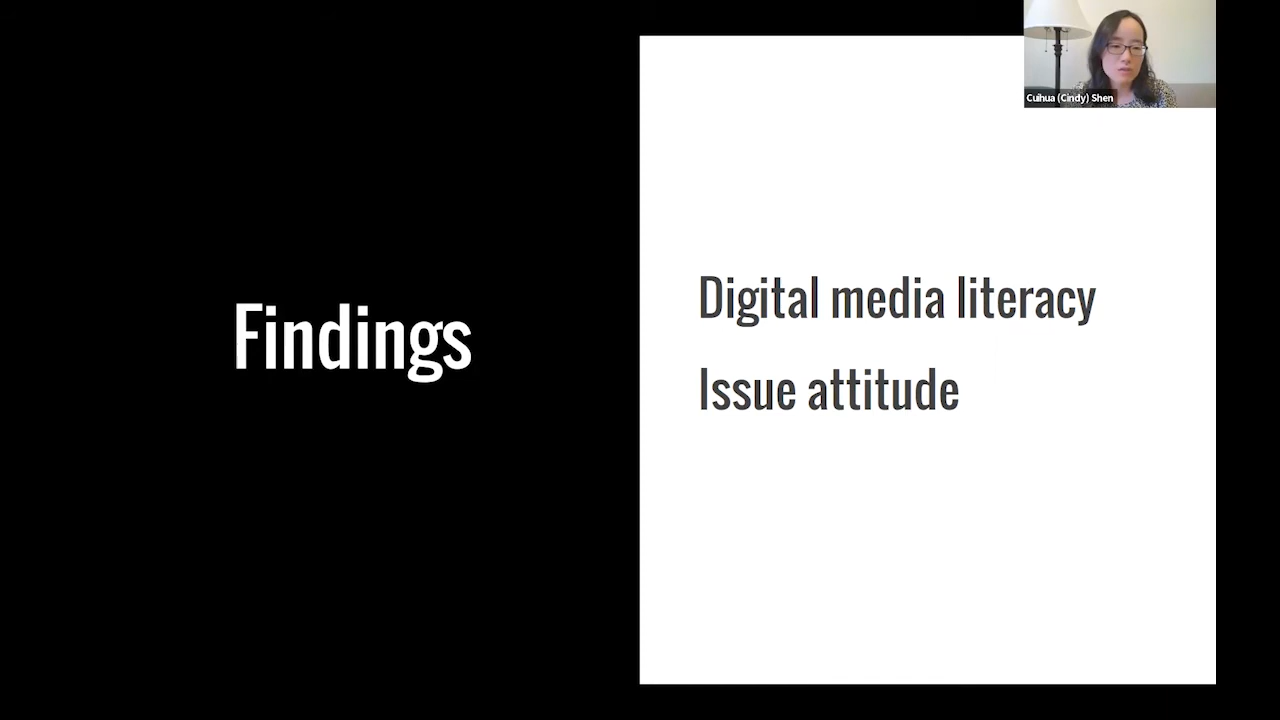 Findings
Digital media literacy
Issue attitude
Cuihua (Cindy) Shen